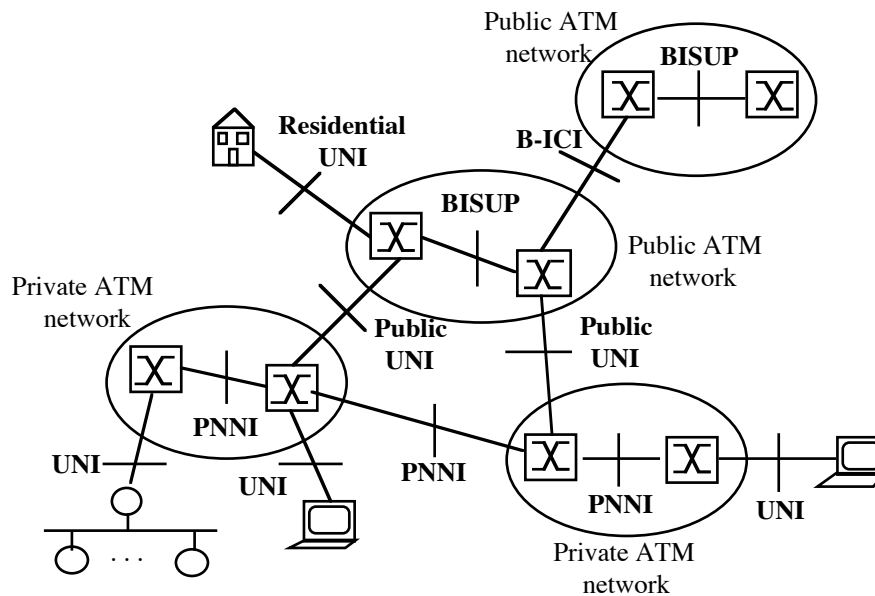 Public ATM
network
BISUP
Residential
UNI
B-ICI
BISUP
Public ATM
network
Private ATM
network
Public
UNI
Public
UNI
PNNI
UNI
UNI
PNNI
PNNI
UNI
. . .
Private ATM
network